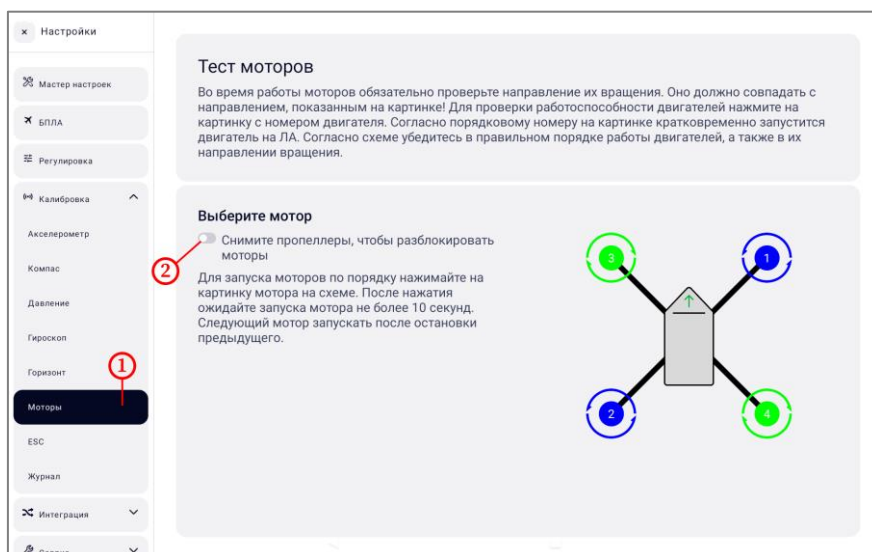 × Настройки
Мастер настроек
БПЛА
Регулировка
Калибровка
Акселерометр
Компас
Давление
Гироскоп
Горизонт
1
Моторы
ESC
Журнал
Интеграция
Тест моторов
Во время работы моторов обязательно проверьте направление их вращения. Оно должно совпадать с
направлением, показанным на картинке! Для проверки работоспособности двигателей нажмите на
картинку с номером двигателя. Согласно порядковому номеру на картинке кратковременно запустится
двигатель на ЛА. Согласно схеме убедитесь в правильном порядке работы двигателей, а также в их
направлении вращения.
Выберите мотор
2
Снимите пропеллеры, чтобы разблокировать
моторы
Для запуска моторов по порядку нажимайте на
картинку мотора на схеме. После нажатия
ожидайте запуска мотора не более 10 секунд.
Следующий мотор запускать после остановки
предыдущего.
3 1
2 4